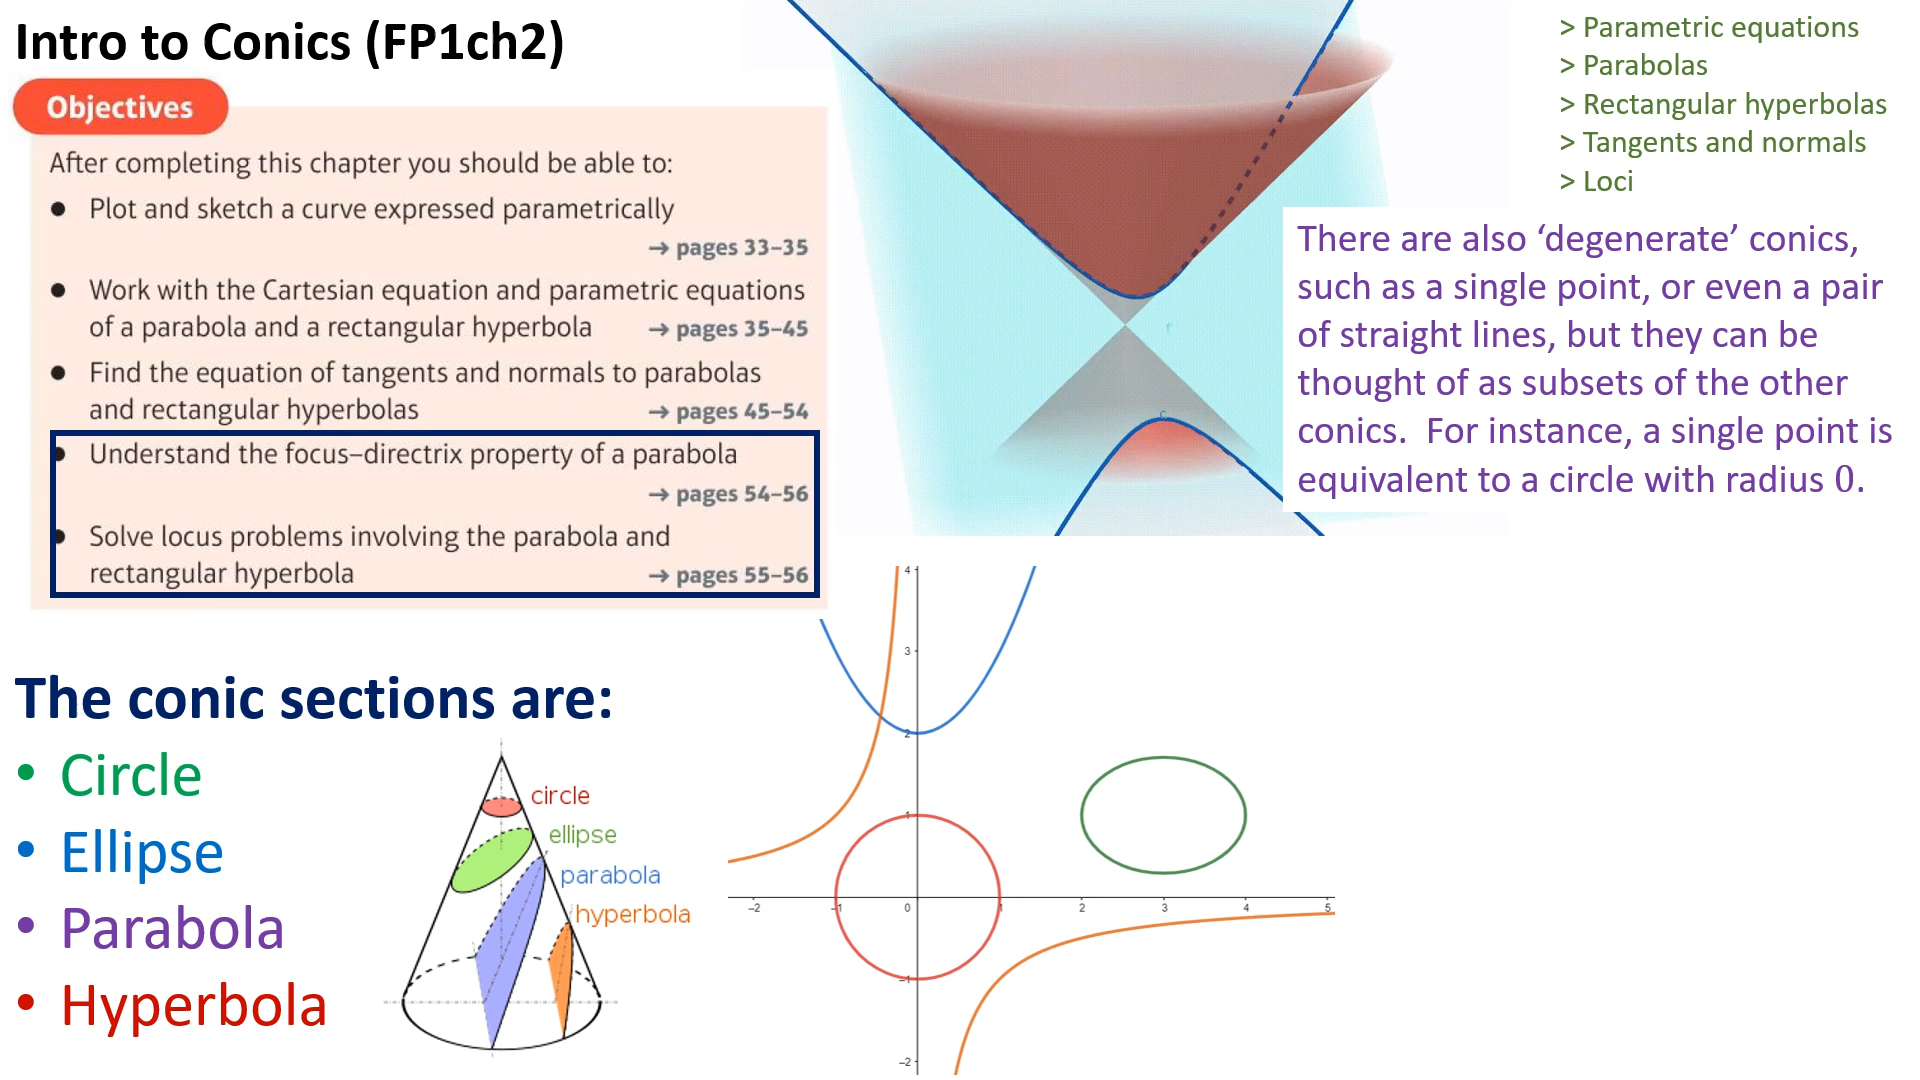 Intro to Conics (FP1ch2)
Objectives
After completing this chapter you should be able to:
● Plot and sketch a curve expressed parametrically
→ pages 33–35
● Work with the Cartesian equation and parametric equations
of a parabola and a rectangular hyperbola → pages 35–45
● Find the equation of tangents and normals to parabolas
and rectangular hyperbolas → pages 45–54
● Understand the focus–directrix property of a parabola
→ pages 54–56
● Solve locus problems involving the parabola and
rectangular hyperbola → pages 55–56
> Parametric equations
> Parabolas
> Rectangular hyperbolas
> Tangents and normals
> Loci
There are also ‘degenerate’ conics,
such as a single point, or even a pair
of straight lines, but they can be
thought of as subsets of the other
conics. For instance, a single point is
equivalent to a circle with radius 0.
The conic sections are:
• Circle
• Ellipse
• Parabola
• Hyperbola
circle
ellipse
parabola
hyperbola
4
3
2
1
–2 –1 0 1 2 3 4 5
–1
–2